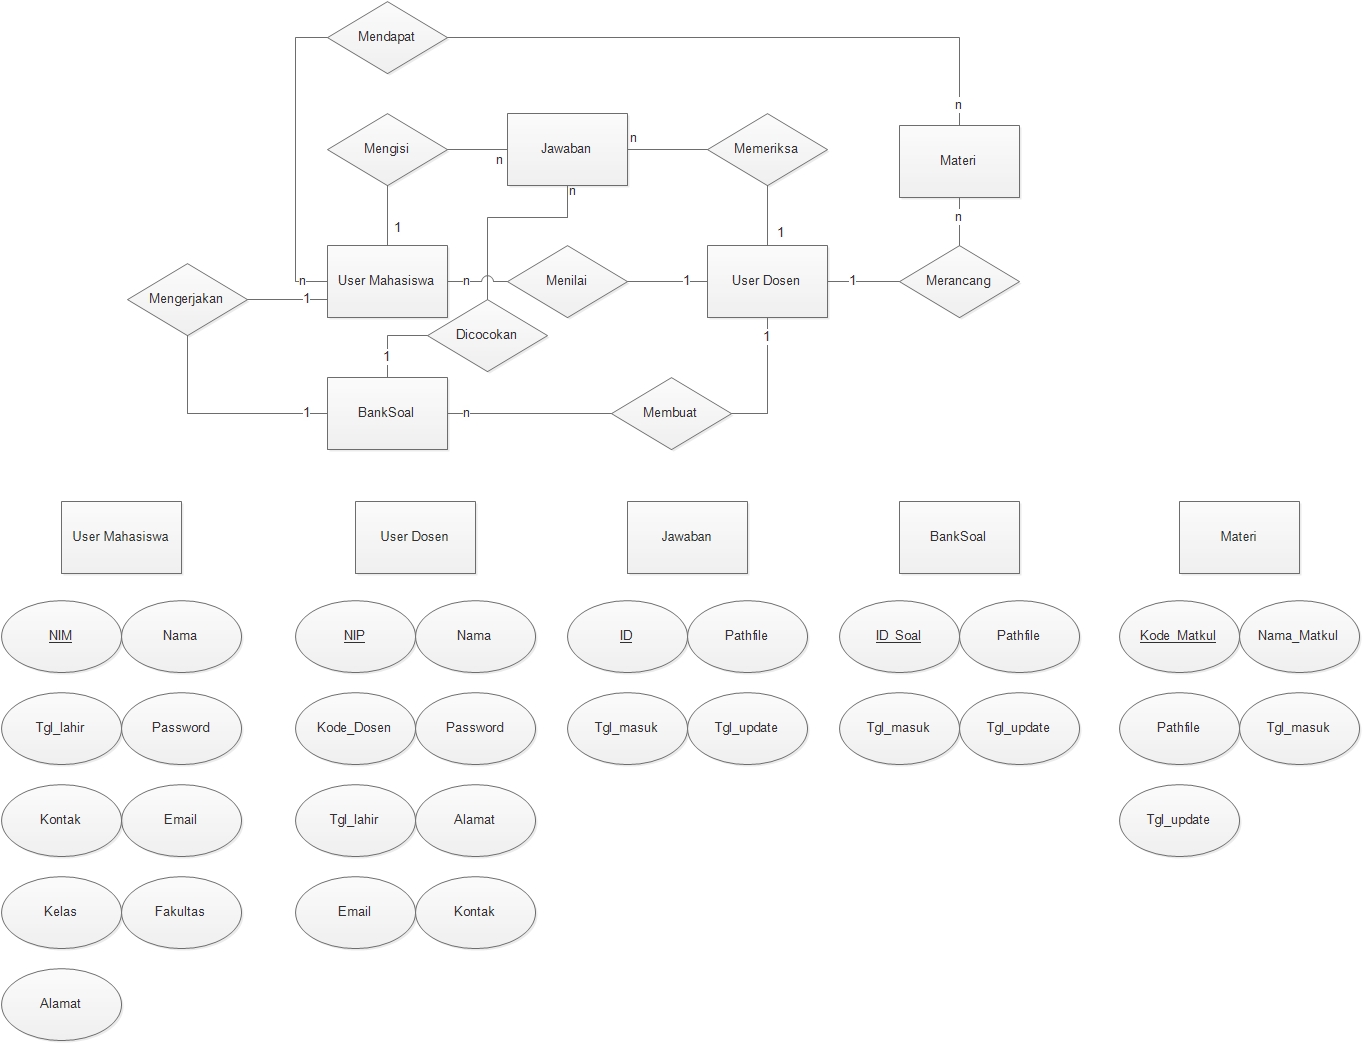 Mendapat
n
Mengisi
n
Jawaban
n
Memeriksa
Materi
n
n
1
1
Mengerjakan
1
n
User Mahasiswa
n
Menilai
1
User Dosen
1
Merancang
Dicocokan
1
1
1
BankSoal
n
Membuat
User Mahasiswa
User Dosen
Jawaban
BankSoal
Materi
NIM
Nama
NIP
Nama
ID
Pathfile
ID_Soal
Pathfile
Kode_Matkul
Nama_Matkul
Tgl_lahir
Password
Kode_Dosen
Password
Tgl_masuk
Tgl_update
Tgl_masuk
Tgl_update
Pathfile
Tgl_masuk
Kontak
Email
Tgl_lahir
Alamat
Tgl_update
Kelas
Fakultas
Email
Kontak
Alamat